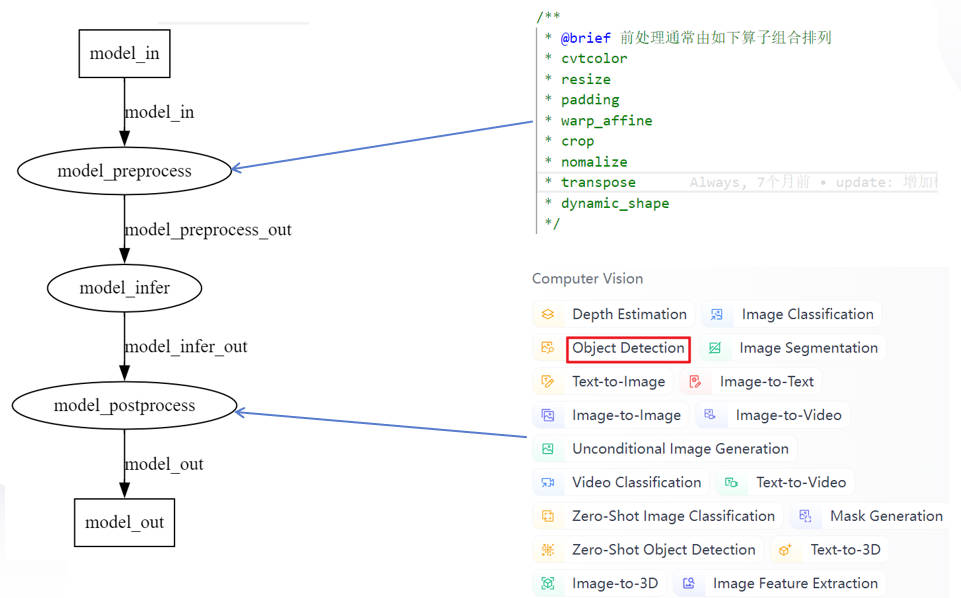 model_in
model_in
model_preprocess
model_preprocess_out
model_infer
model_infer_out
model_postprocess
model_out
model_out
/**
* @brief 前处理通常由如下算子组合排列
* cvtcolor
* resize
* padding
* warp_affine
* crop
* nomalize
* transpose Always, 7个月前 • update: 增加
* dynamic_shape
*/
Computer Vision
Depth Estimation Image Classification
Object Detection Image Segmentation
Text-to-Image Image-to-Text
Image-to-Image Image-to-Video
Unconditional Image Generation
Video Classification Text-to-Video
Zero-Shot Image Classification Mask Generation
Zero-Shot Object Detection Text-to-3D
Image-to-3D Image Feature Extraction